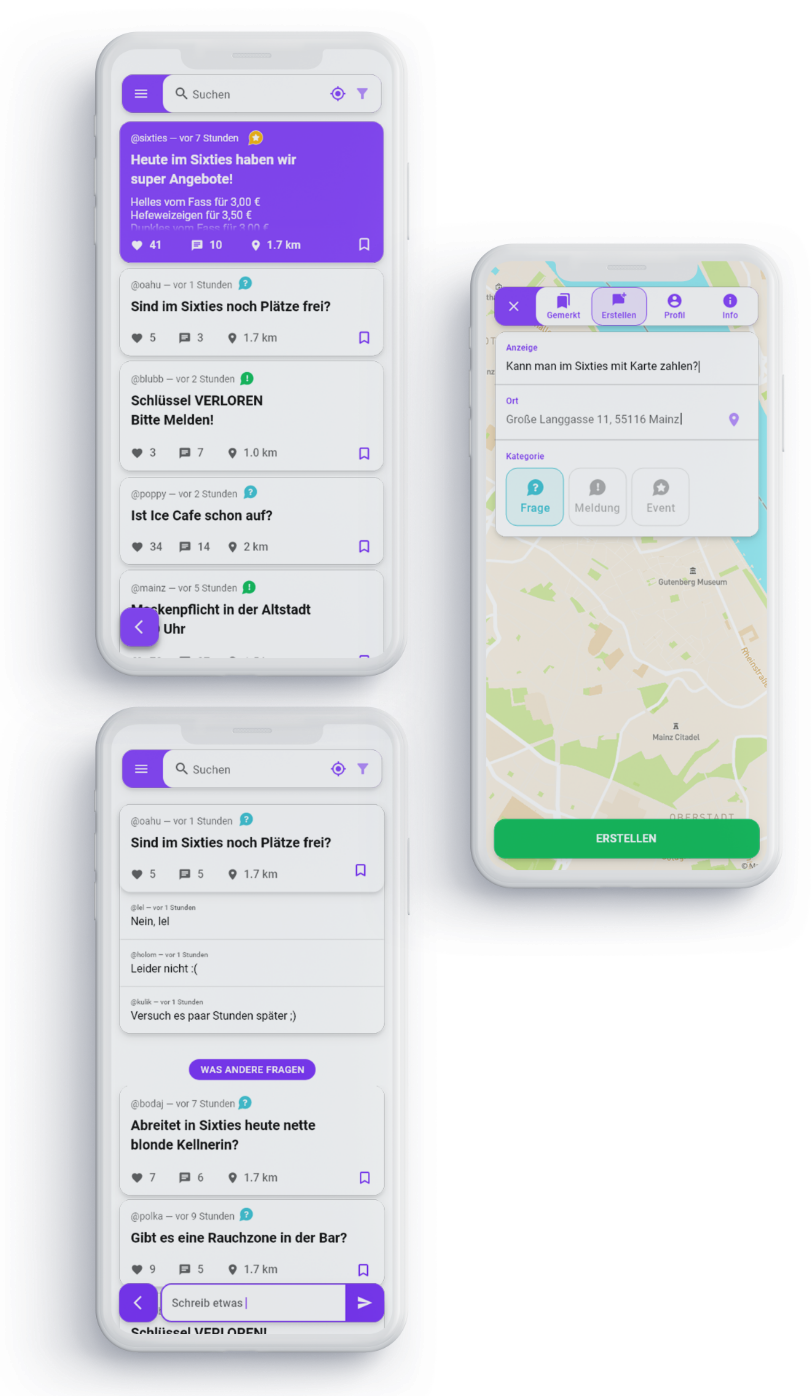 Suchen
@sixties — vor 7 Stunden
Heute im Sixties haben wir
super Angebote!
Helles vom Fass für 3,00 €
Hefeweizeigen für 3,50 €
Dunkles vom Fass für 3,00 €
41 10 1.7 km
@oahu — vor 1 Stunden
Sind im Sixties noch Plätze frei?
5 3 1.7 km
@blubb — vor 2 Stunden
Schlüssel VERLOREN
Bitte Melden!
3 7 1.0 km
@poppy — vor 2 Stunden
Ist Ice Cafe schon auf?
34 14 2 km
@mainz — vor 5 Stunden
Maskenpflicht in der Altstadt
Uhr
Gemerkt Erstellen Profil Info
Anzeige
Kann man im Sixties mit Karte zahlen?
Ort
Große Langgasse 11, 55116 Mainz
Kategorie
Frage Meldung Event
Gutenberg Museum
Rheinstraße
Mainz Citadel
OBERSTADT
ERSTELLEN
Suchen
@oahu — vor 1 Stunden
Sind im Sixties noch Plätze frei?
5 5 1.7 km
@lel — vor 1 Stunden
Nein, lel
@holom — vor 1 Stunden
Leider nicht :(
@kulik — vor 1 Stunden
Versuch es paar Stunden später ;)
WAS ANDERE FRAGEN
@bodaj — vor 7 Stunden
Abreitet in Sixties heute nette
blonde Kellnerin?
7 6 1.7 km
@polka — vor 9 Stunden
Gibt es eine Rauchzone in der Bar?
9 5 1.7 km
Schreib etwas
Schlüssel VERLOREN!